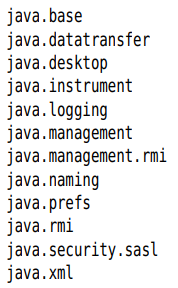 java.base
java.datatransfer
java.desktop
java.instrument
java.logging
java.management
java.management.rmi
java.naming
java.prefs
java.rmi
java.security.sasl
java.xml